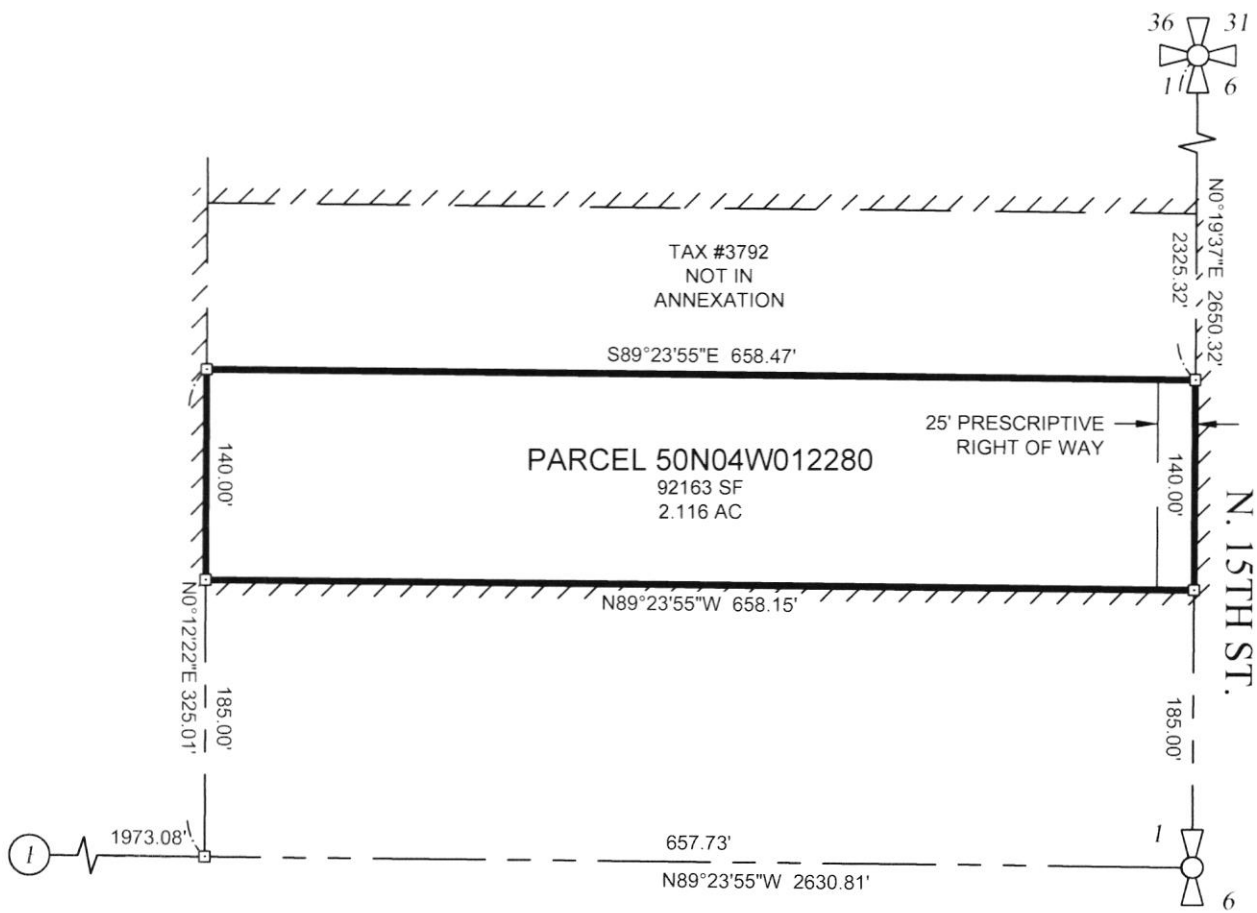 36 31
1 6
N0°19'37"E 2650.32'
2325.32'
TAX #3792
NOT IN
ANNEXATION
S89°23'55"E 658.47'
25' PRESCRIPTIVE
RIGHT OF WAY
PARCEL 50N04W012280
92163 SF
2.116 AC
140.00'
140.00'
N. 15TH ST.
N89°23'55"W 658.15'
N0°12'22"E 325.01'
185.00'
185.00'
1
1973.08'
657.73'
1
N89°23'55"W 2630.81'
6